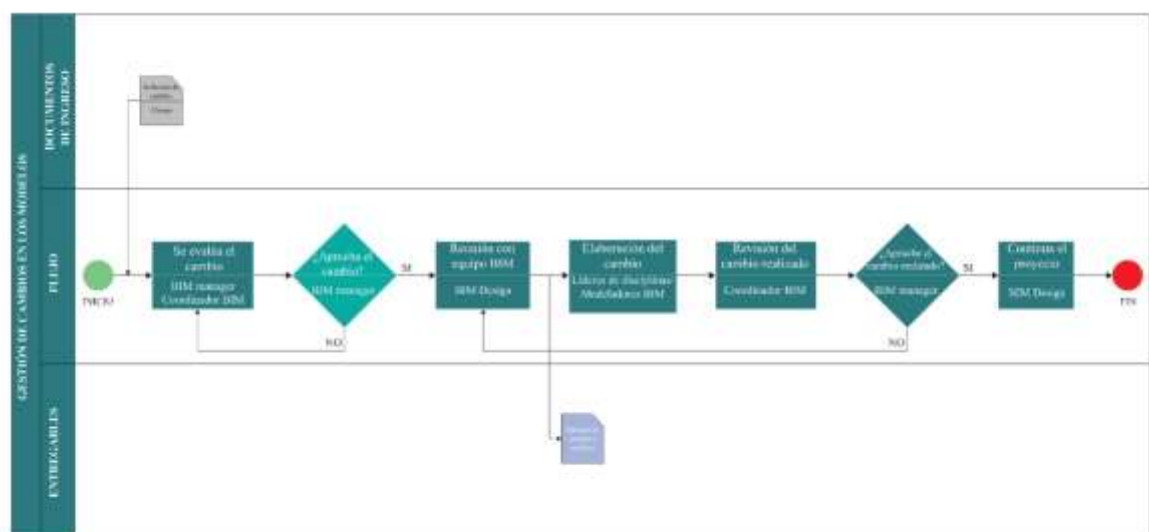 GESTIÓN DE CAMBIOS EN LOS MODELOS
DOCUMENTOS
DE INGRESO
FLUJO
ENTREGABLES
INICIO
Se evalúa el
cambio
BIM manager
Coordinador BIM
¿Aprueba el
cambio?
BIM manager
SI
NO
Reunión con
equipo BIM
BIM Design
Elaboración del
cambio
Líderes de disciplinas
Modeladores BIM
Revisión del
cambio realizado
Coordinador BIM
¿Aprueba el
cambio realizado?
BIM manager
SI
NO
Continua el
proyecto
BIM Design
FIN